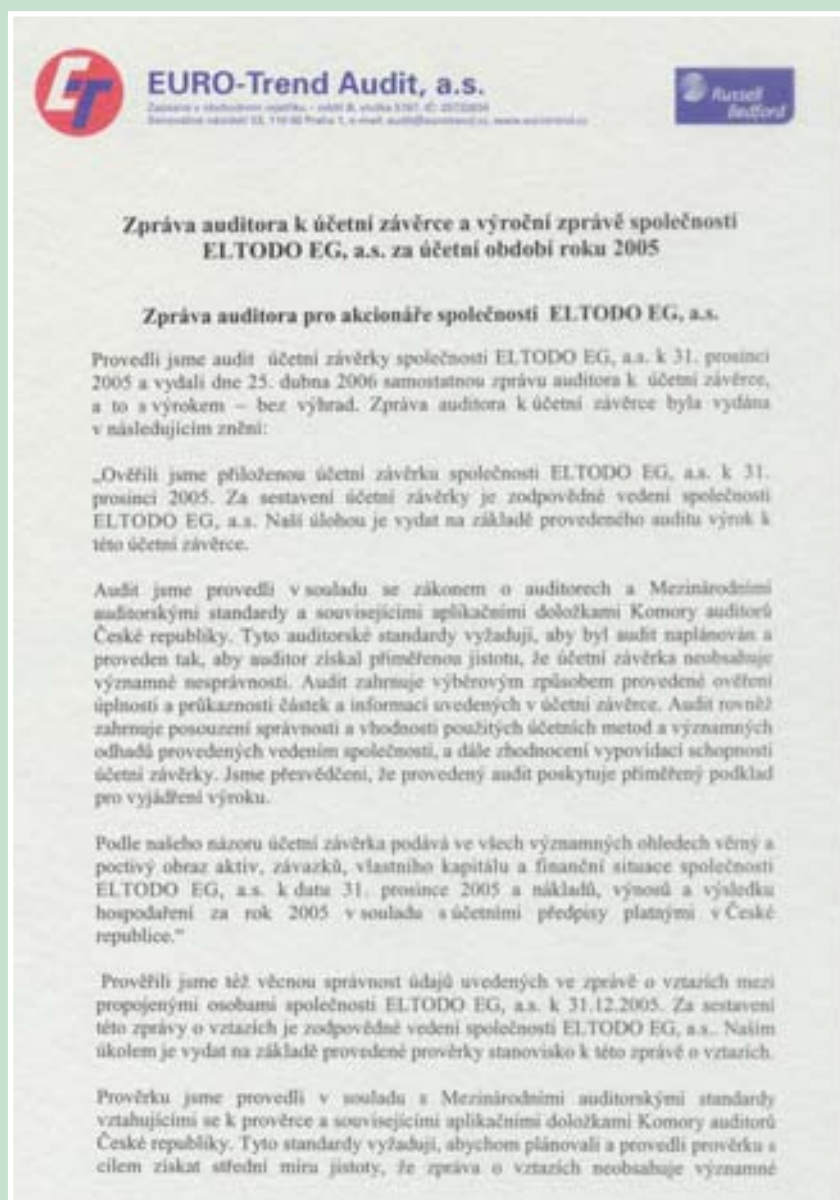 EURO-Trend Audit, a.s.
Russell
Bedford
Zpráva auditora k účetní závěrce a výroční zprávě společnosti
ELTODO EG, a.s. za účetní období roku 2005
Zpráva auditora pro akcionáře společnosti ELTODO EG, a.s.
Provedli jsme audit účetní závěrky společnosti ELTODO EG, a.s. k 31. prosinci
2005 a vydali dne 25. dubna 2006 samostatnou zprávu auditora k účetní závěrce,
a to s výrokem – bez výhrad. Zpráva auditora k účetní závěrce byla vydána
v následujícím znění:
„Ověřili jsme přiloženou účetní závěrku společnosti ELTODO EG, a.s. k 31.
prosinci 2005. Za sestavení účetní závěrky je zodpovědné vedení společnosti
ELTODO EG, a.s. Naší úlohou je vydat na základě provedeného auditu výrok k
této účetní závěrce.
Audit jsme provedli v souladu se zákonem o auditorech a Mezinárodními
auditorskými standardy a souvisejícími aplikačními doložkami Komory auditorů
České republiky. Tyto auditorské standardy vyžadují, aby byl audit naplánován a
proveden tak, aby auditor získal přiměřenou jistotu, že účetní závěrka neobsahuje
významné nesprávnosti. Audit zahrnuje výběrovým způsobem provedené ověření
úplnosti a průkaznosti částek a informací uvedených v účetní závěrce. Audit rovněž
zahrnuje posouzení správnosti a vhodnosti použitých účetních metod a významných
odhadů provedených vedením společnosti, a dále zhodnocení vypovídací schopnosti
účetní závěrky. Jsme přesvědčeni, že provedený audit poskytuje přiměřený podklad
pro vyjádření výroku.
Podle našeho názoru účetní závěrka podává ve všech významných ohledech věrný a
poctivý obraz aktiv, závazků, vlastního kapitálu a finanční situace společnosti
ELTODO EG, a.s. k datu 31. prosince 2005 a nákladů, výnosů a výsledku
hospodaření za rok 2005 v souladu s účetními předpisy platnými v České
republice.“
Prověřili jsme též věcnou správnost údajů uvedených ve zprávě o vztazích mezi
propojenými osobami společnosti ELTODO EG, a.s. k 31.12.2005. Za sestavení
této zprávy o vztazích je zodpovědné vedení společnosti ELTODO EG, a.s.. Naším
úkolem je vydat na základě provedené prověrky stanovisko k této zprávě o vztazích.
Prověrku jsme provedli v souladu s Mezinárodními auditorskými standardy
vztahujícími se k prověrce a souvisejícími aplikačními doložkami Komory auditorů
České republiky. Tyto standardy vyžadují, abychom plánovali a provedli prověrku s
cílem získat střední míru jistoty, že zpráva o vztazích neobsahuje významné